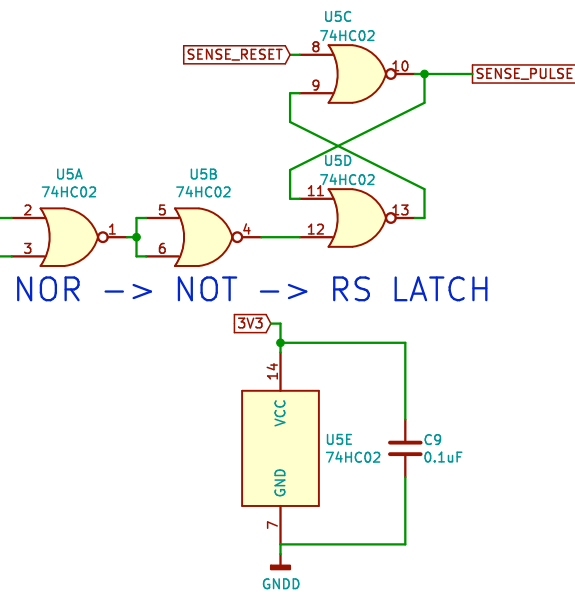 U5C
74HC02
SENSE_RESET
8
10
SENSE_PULSE
9
U5D
74HC02
11
13
12
U5A
74HC02
2
1
3
U5B
74HC02
5
4
6
NOR -> NOT -> RS LATCH
3V3
14
VCC
U5E
74HC02
C9
0.1uF
GND
7
GNDD